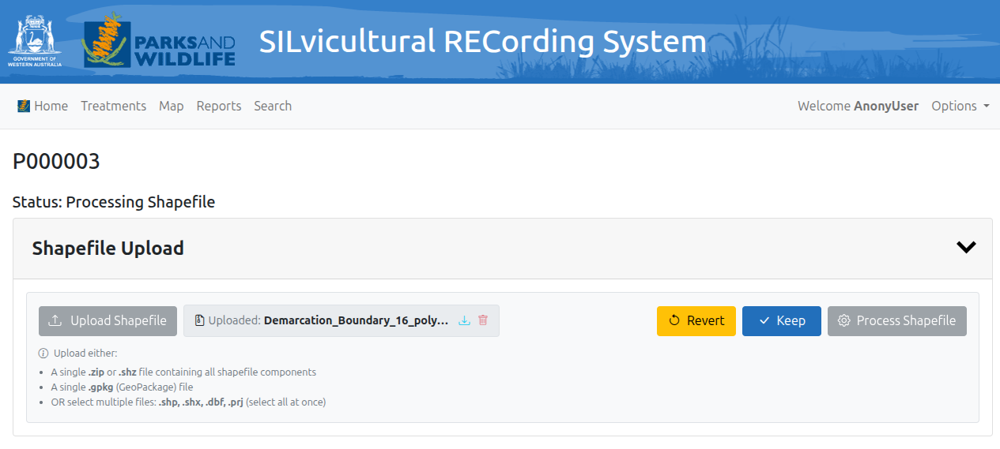 GOVERNMENT OF
WESTERN AUSTRALIA
PARKS AND
WILDLIFE
SILvicultural RECording System
Home Treatments Map Reports Search Welcome AnonyUser Options
P000003
Status: Processing Shapefile
Shapefile Upload
Upload Shapefile Uploaded: Demarcation_Boundary_16_poly... Revert Keep Process Shapefile
Upload either:
• A single .zip or .shz file containing all shapefile components
• A single .gpkg (GeoPackage) file
• OR select multiple files: .shp, .shx, .dbf, .prj (select all at once)